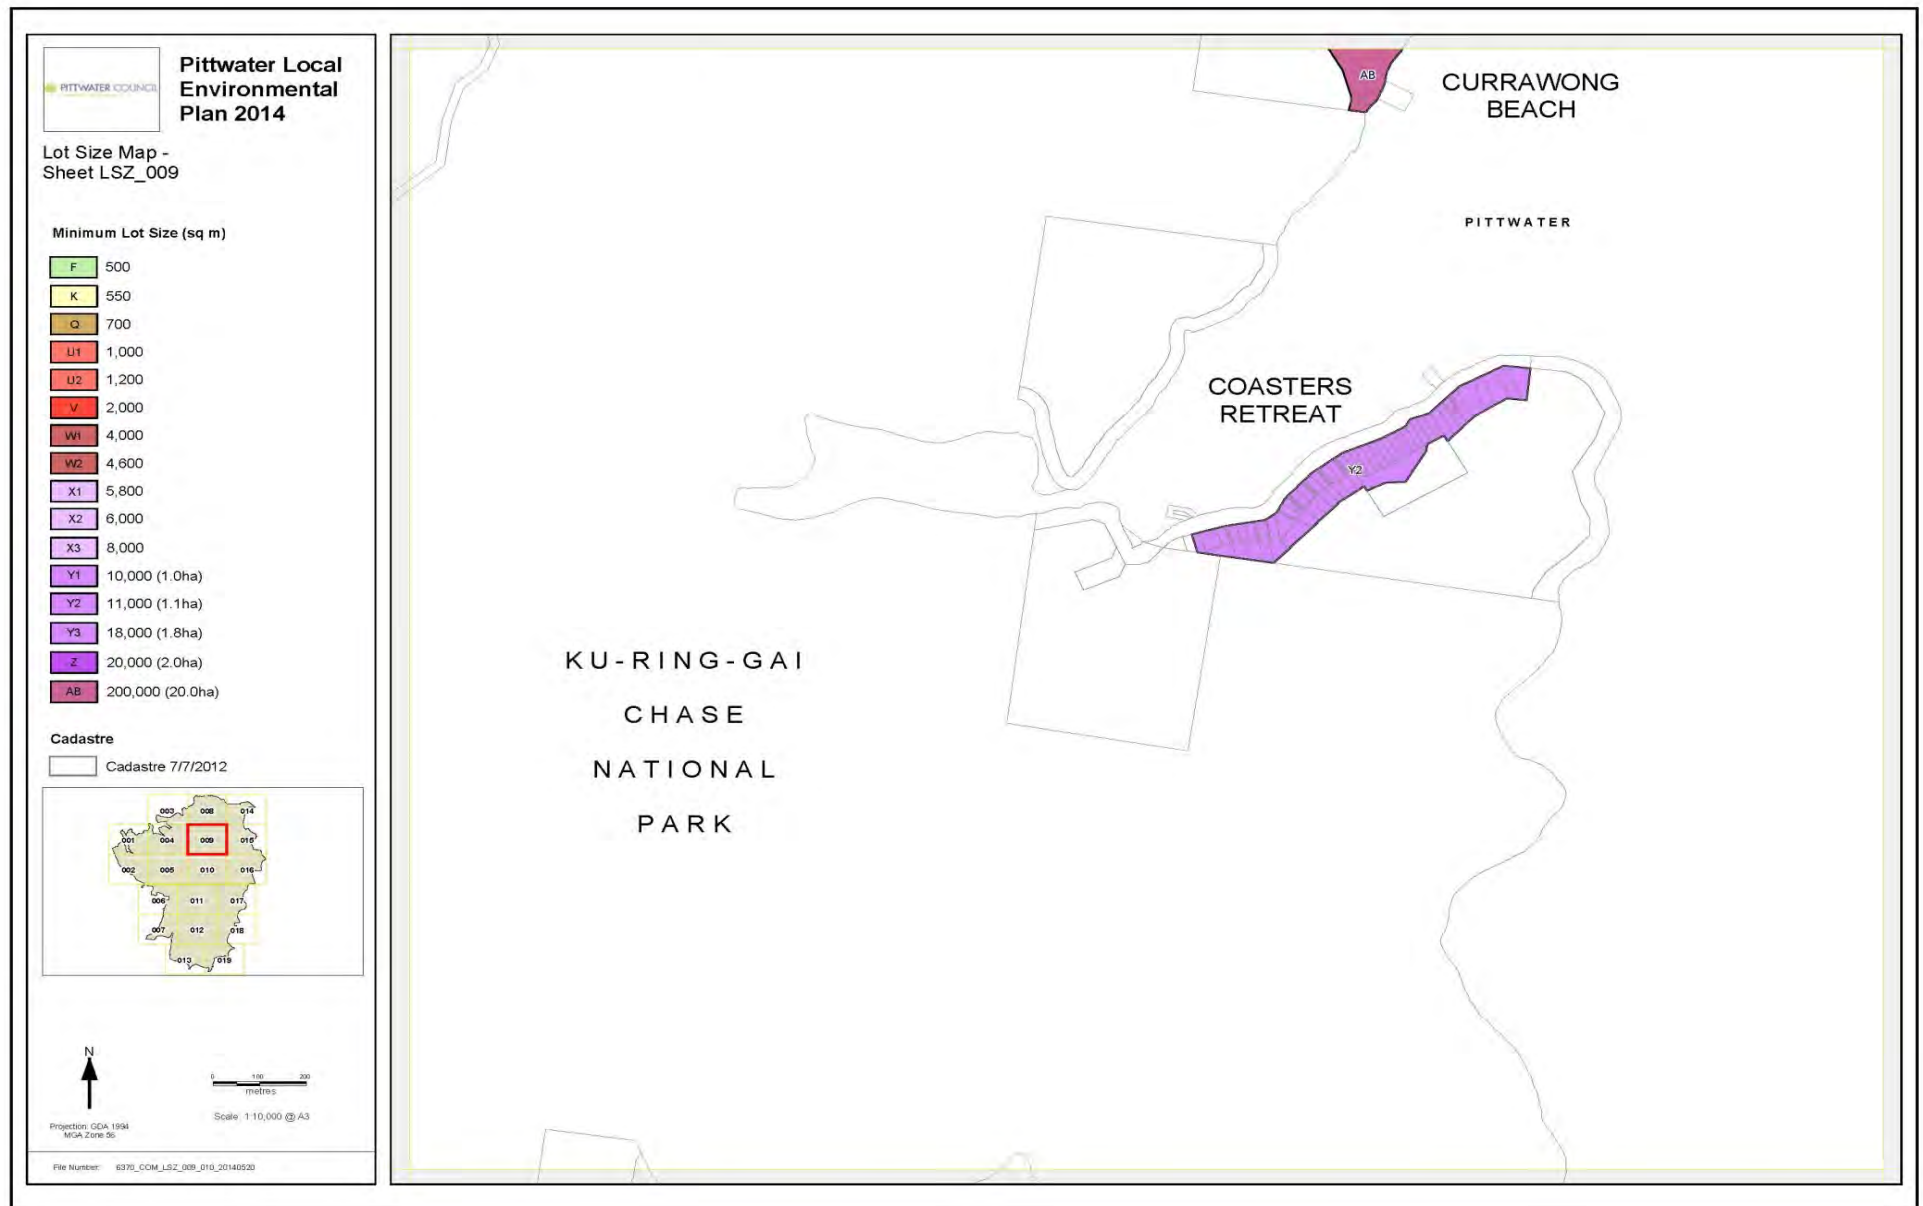 PITTWATER COUNCIL
Pittwater Local
Environmental
Plan 2014
Lot Size Map -
Sheet LSZ_009
Minimum Lot Size (sq m)
F 500
K 550
Q 700
U1 1,000
U2 1,200
V 2,000
W1 4,000
W2 4,600
X1 5,800
X2 6,000
X3 8,000
Y1 10,000 (1.0ha)
Y2 11,000 (1.1ha)
Y3 18,000 (1.8ha)
Z 20,000 (2.0ha)
AB 200,000 (20.0ha)
Cadastre
Cadastre 7/7/2012
003 008 014
001 004 009 015
002 005 010 016
006 011 017
007 012 018
013 019
N
0 100 200
metres
Scale 1:10,000 @ A3
Projection: GDA 1994
MGA Zone 56
File Number: 6370_COM_LSZ_009_010_20140520
AB
CURRAWONG
BEACH
PITTWATER
COASTERS
RETREAT
Y2
KU-RING-GAI
CHASE
NATIONAL
PARK